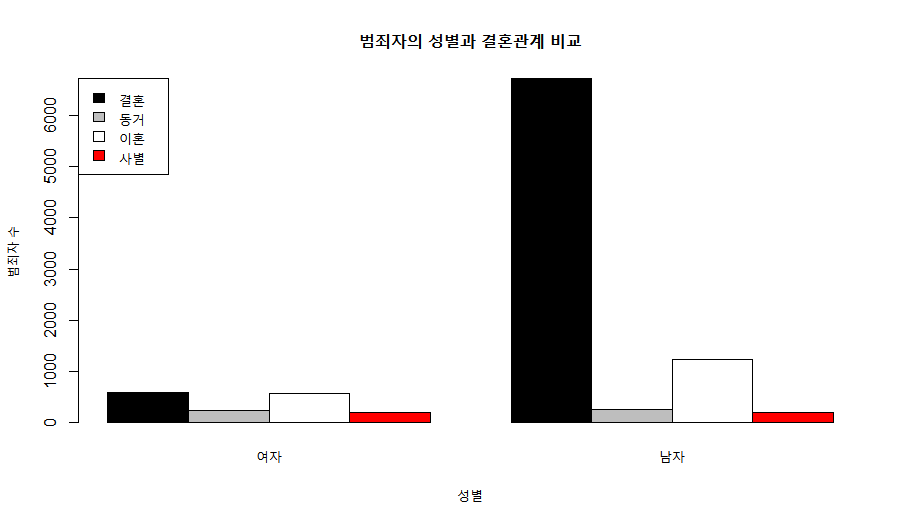 범죄자의 성별과 결혼관계 비교
결혼
동거
이혼
사별
범죄자 수
6000
5000
4000
3000
2000
1000
0
여자
남자
성별